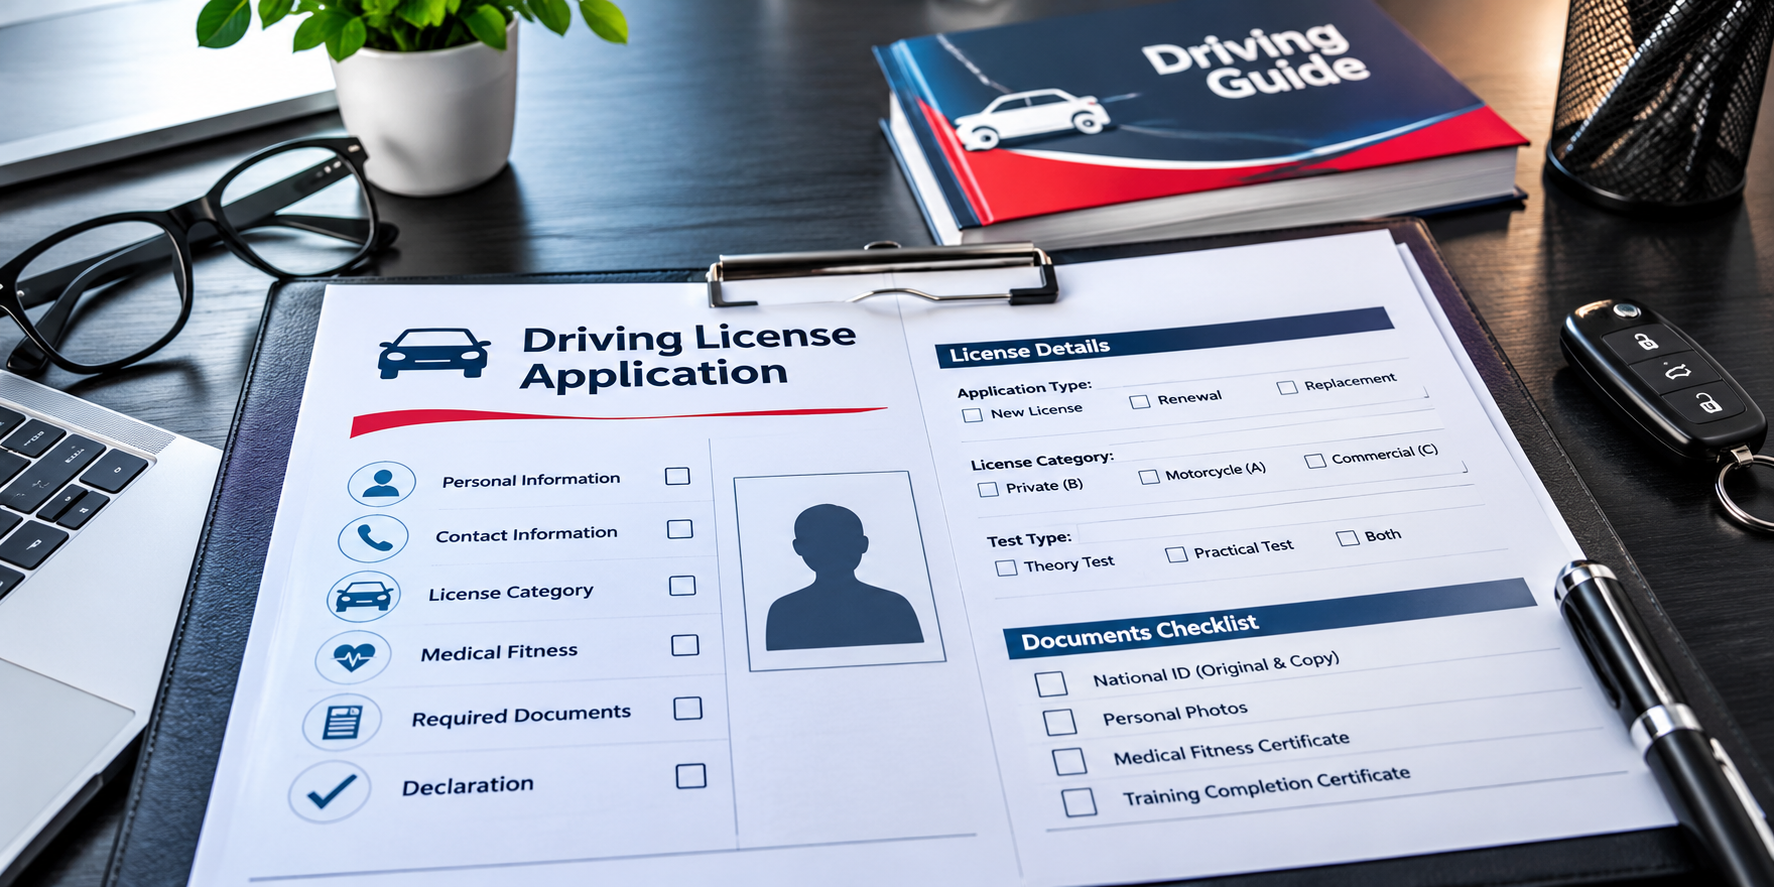 Driving
Guide
Driving License
Application
Personal Information
Contact Information
License Category
Medical Fitness
Required Documents
Declaration
License Details
Application Type:
New License
Renewal
Replacement
License Category:
Private (B)
Motorcycle (A)
Commercial (C)
Test Type:
Theory Test
Practical Test
Both
Documents Checklist
National ID (Original & Copy)
Personal Photos
Medical Fitness Certificate
Training Completion Certificate